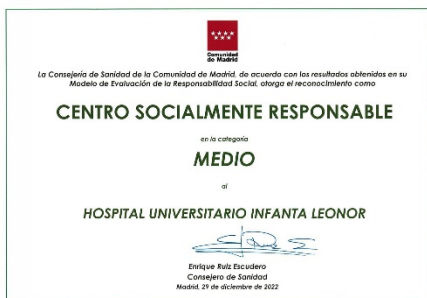 Comunidad
de Madrid
La Consejería de Sanidad de la Comunidad de Madrid, de acuerdo con los resultados obtenidos en su
Modelo de Evaluación de la Responsabilidad Social, otorga el reconocimiento como
CENTRO SOCIALMENTE RESPONSABLE
en la categoría
MEDIO
al
HOSPITAL UNIVERSITARIO INFANTA LEONOR
Enrique Ruiz Escudero
Consejero de Sanidad
Madrid, 29 de diciembre de 2022